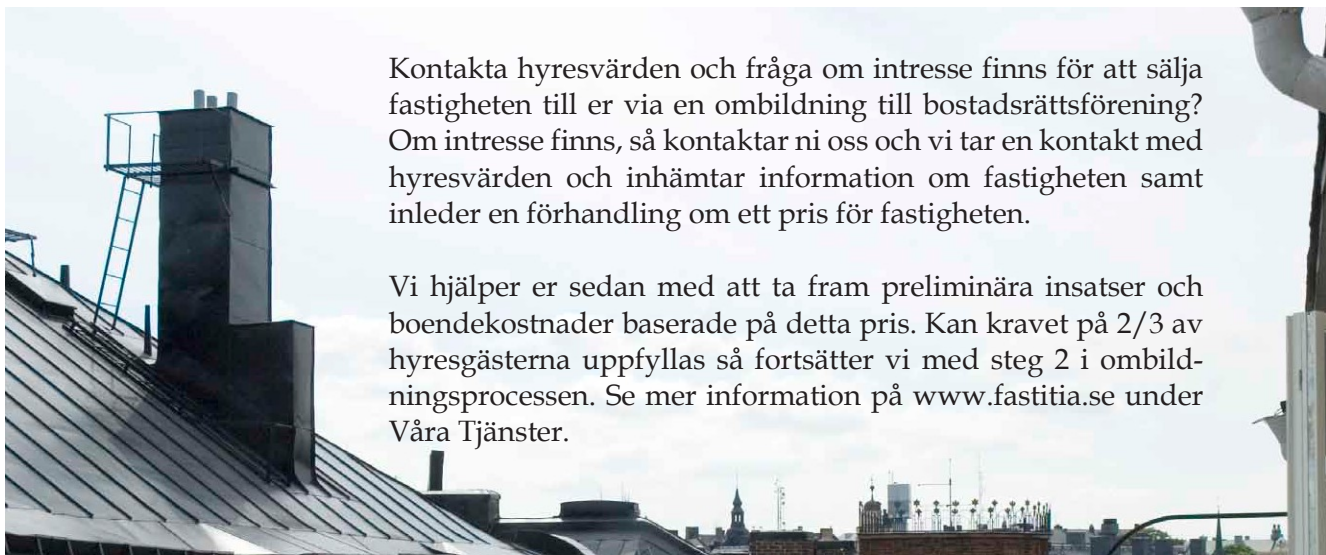 Kontakta hyresvärden och fråga om intresse finns för att sälja
fastigheten till er via en ombildning till bostadsrättsförening?
Om intresse finns, så kontaktar ni oss och vi tar en kontakt med
hyresvärden och inhämtar information om fastigheten samt
inleder en förhandling om ett pris för fastigheten.
Vi hjälper er sedan med att ta fram preliminära insatser och
boendekostnader baserade på detta pris. Kan kravet på 2/3 av
hyresgästerna uppfyllas så fortsätter vi med steg 2 i ombild-
ningsprocessen. Se mer information på www.fastitia.se under
Våra Tjänster.